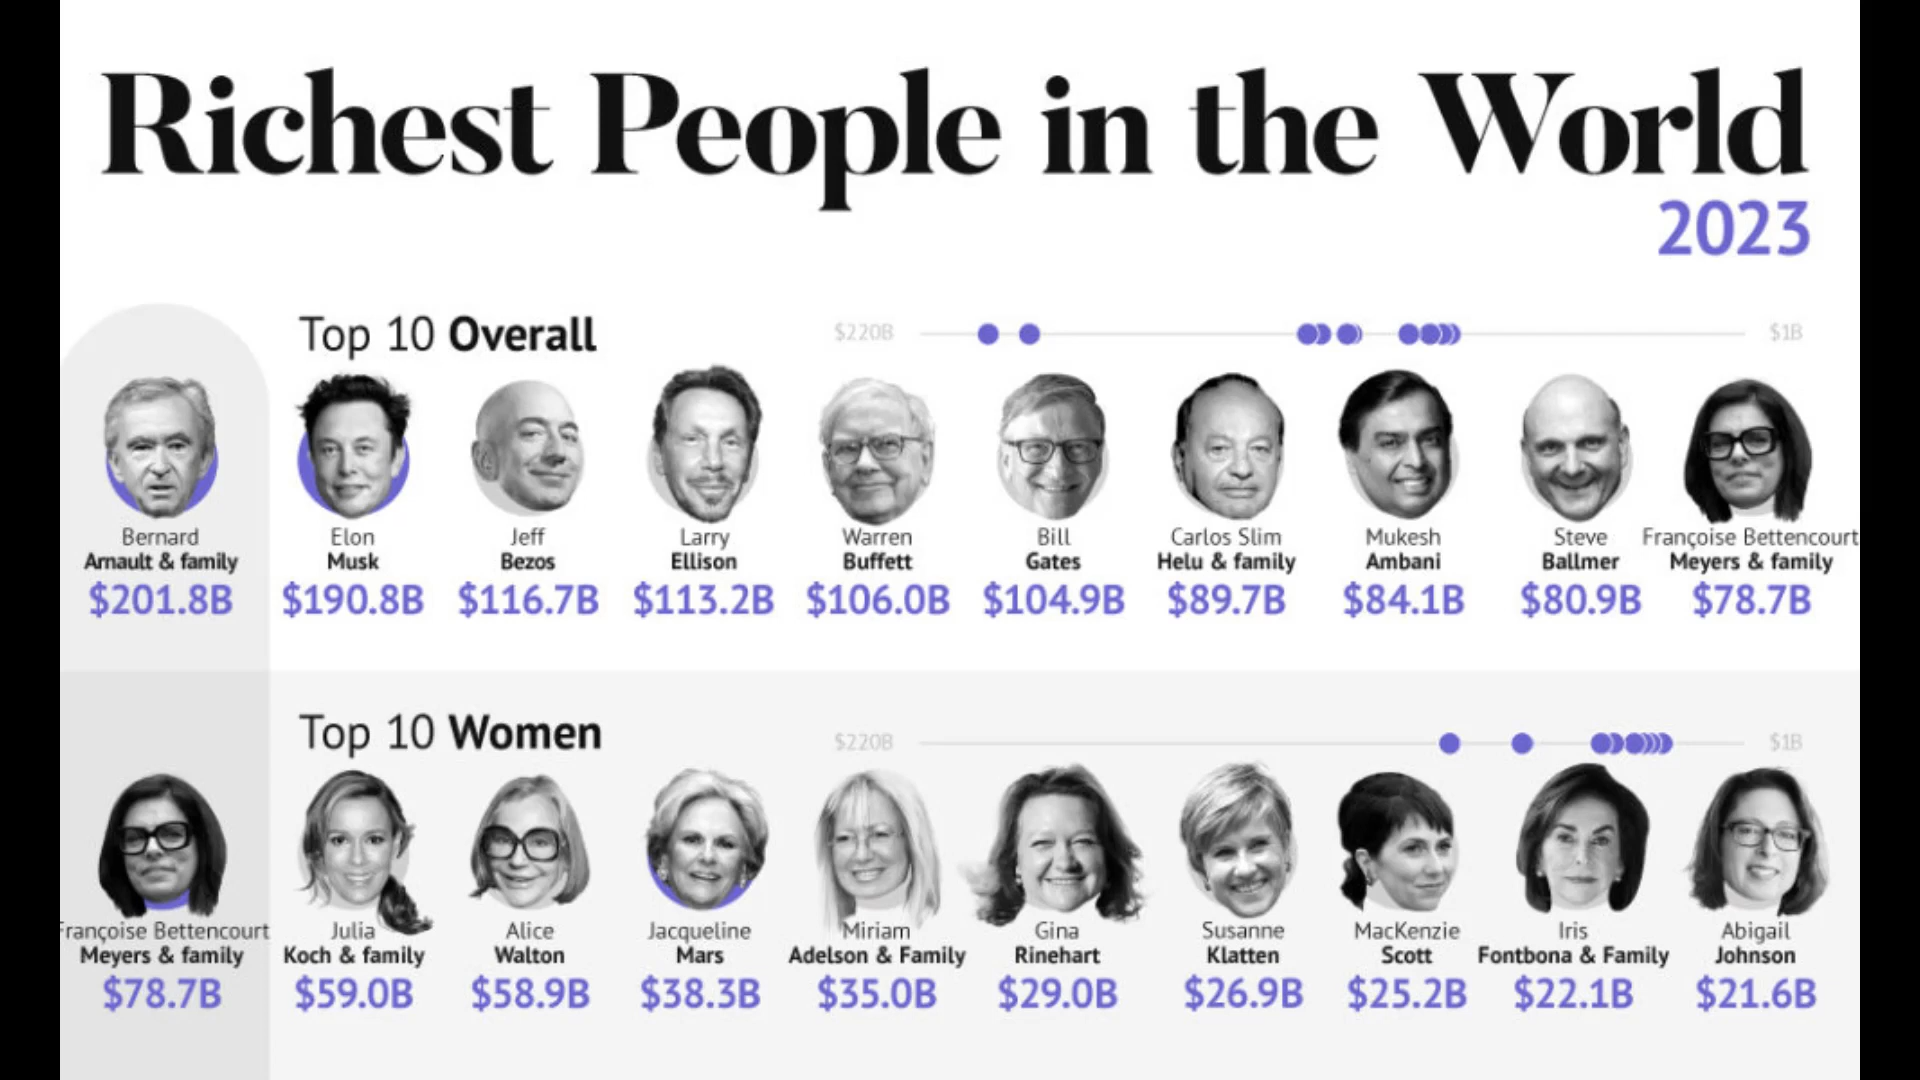 Richest People in the World
2023
Top 10 Overall
$220B
$1B
Bernard
Arnault & family
$201.8B
Elon
Musk
$190.8B
Jeff
Bezos
$116.7B
Larry
Ellison
$113.2B
Warren
Buffett
$106.0B
Bill
Gates
$104.9B
Carlos Slim
Helu & family
$89.7B
Mukesh
Ambani
$84.1B
Steve
Ballmer
$80.9B
Françoise Bettencourt
Meyers & family
$78.7B
Top 10 Women
$220B
$1B
Françoise Bettencourt
Meyers & family
$78.7B
Julia
Koch & family
$59.0B
Alice
Walton
$58.9B
Jacqueline
Mars
$38.3B
Miriam
Adelson & Family
$35.0B
Gina
Rinehart
$29.0B
Susanne
Klatten
$26.9B
MacKenzie
Scott
$25.2B
Iris
Fontbona & Family
$22.1B
Abigail
Johnson
$21.6B